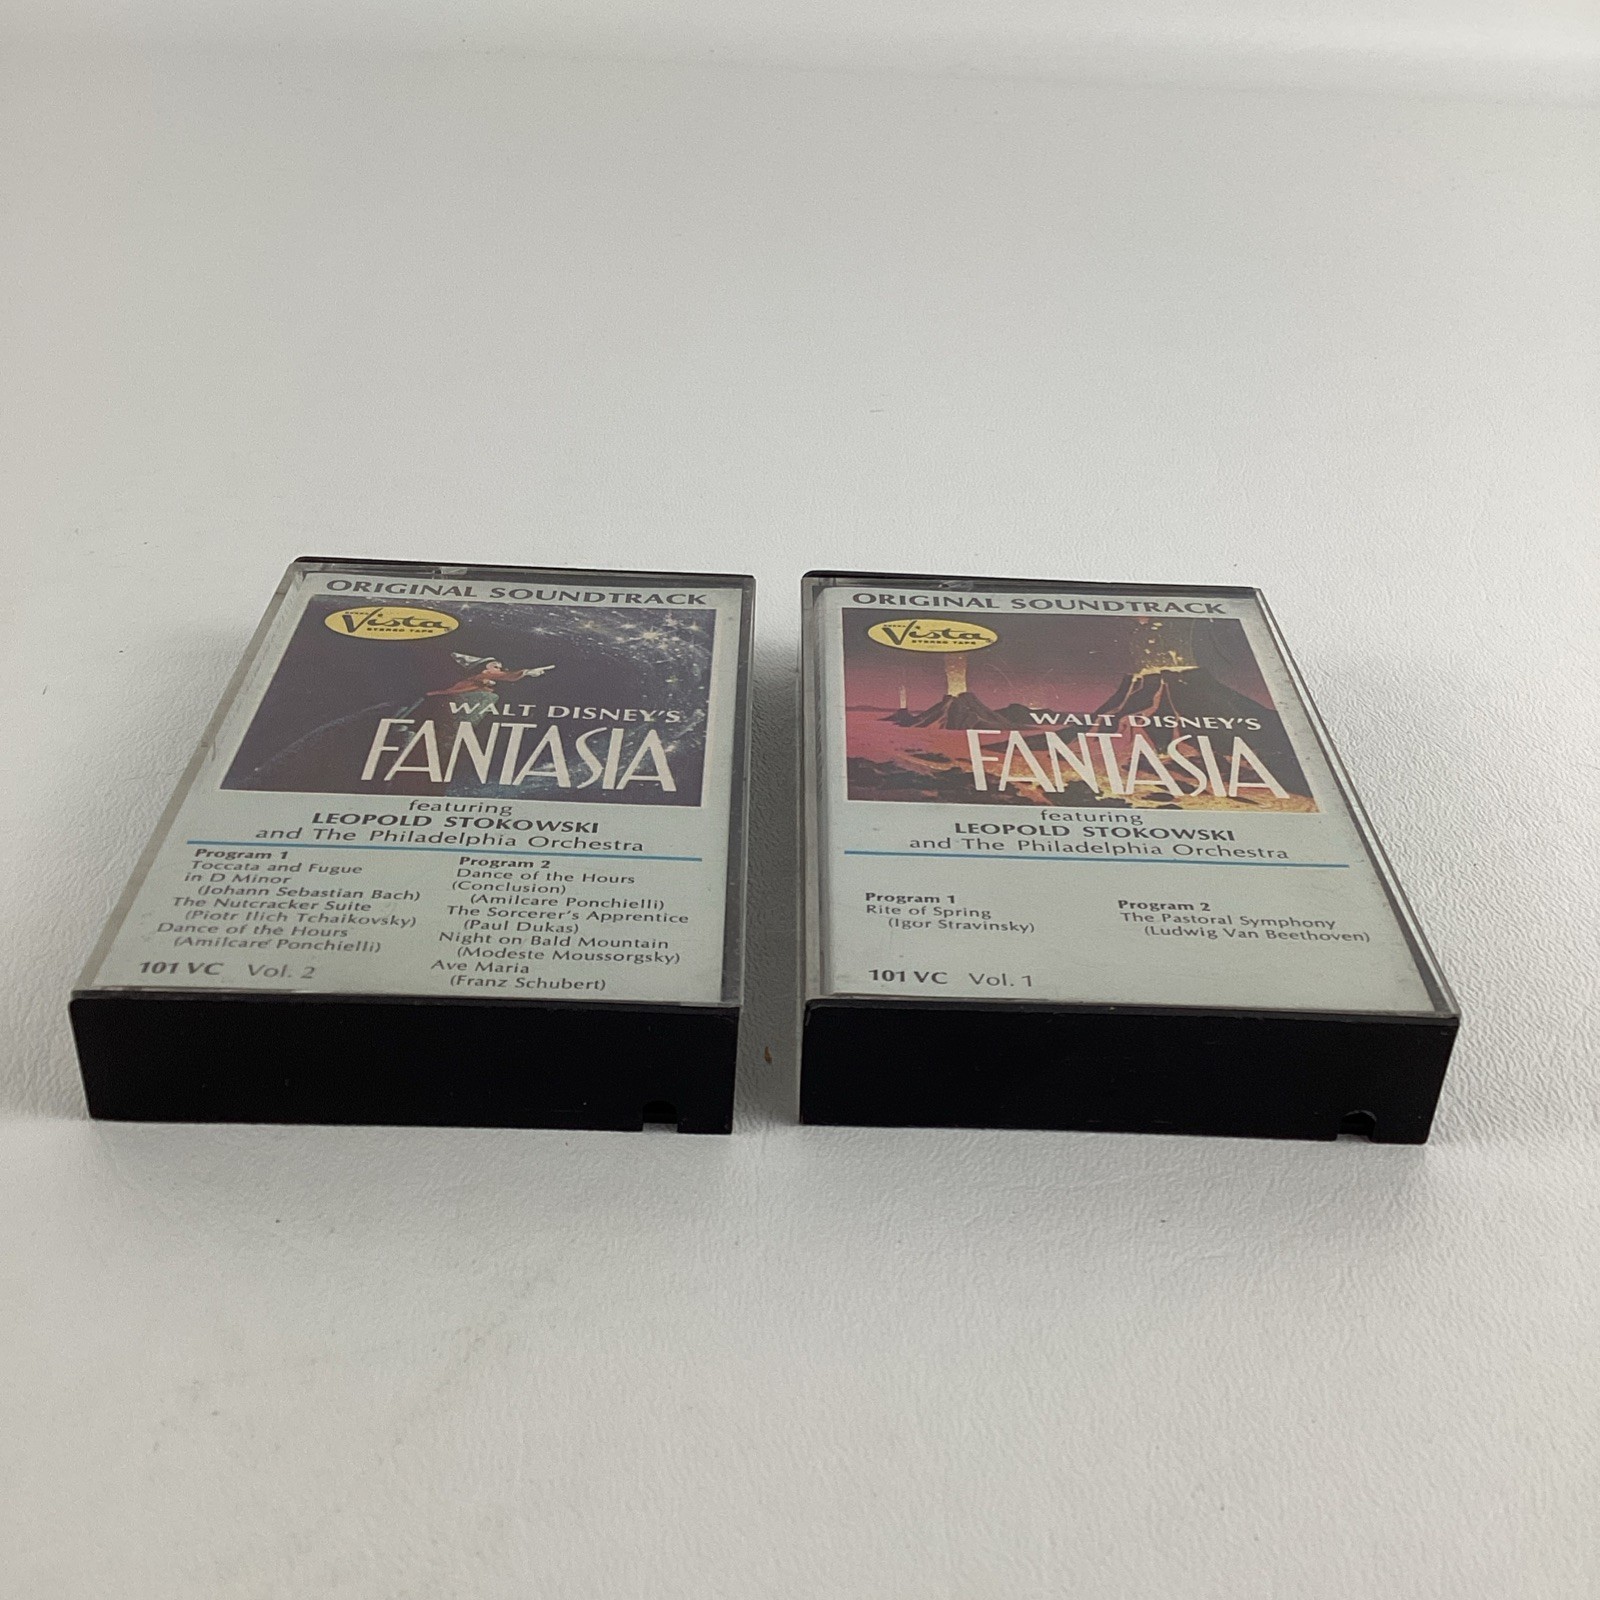 ORIGINAL SOUNDTRACK
Vista
STEREO TAPE
WALT DISNEY'S
FANTASIA
featuring
LEOPOLD STOKOWSKI
and The Philadelphia Orchestra
Program 1
Toccata and Fugue
in D Minor
(Johann Sebastian Bach)
The Nutcracker Suite
(Piotr Ilich Tchaikovsky)
Dance of the Hours
(Amilcare Ponchielli)
Program 2
Dance of the Hours
(Conclusion)
(Amilcare Ponchielli)
The Sorcerer's Apprentice
(Paul Dukas)
Night on Bald Mountain
(Modeste Moussorgsky)
Ave Maria
(Franz Schubert)
101 VC Vol. 2
ORIGINAL SOUNDTRACK
Vista
STEREO TAPE
WALT DISNEY'S
FANTASIA
featuring
LEOPOLD STOKOWSKI
and The Philadelphia Orchestra
Program 1
Rite of Spring
(Igor Stravinsky)
Program 2
The Pastoral Symphony
(Ludwig Van Beethoven)
101 VC Vol. 1